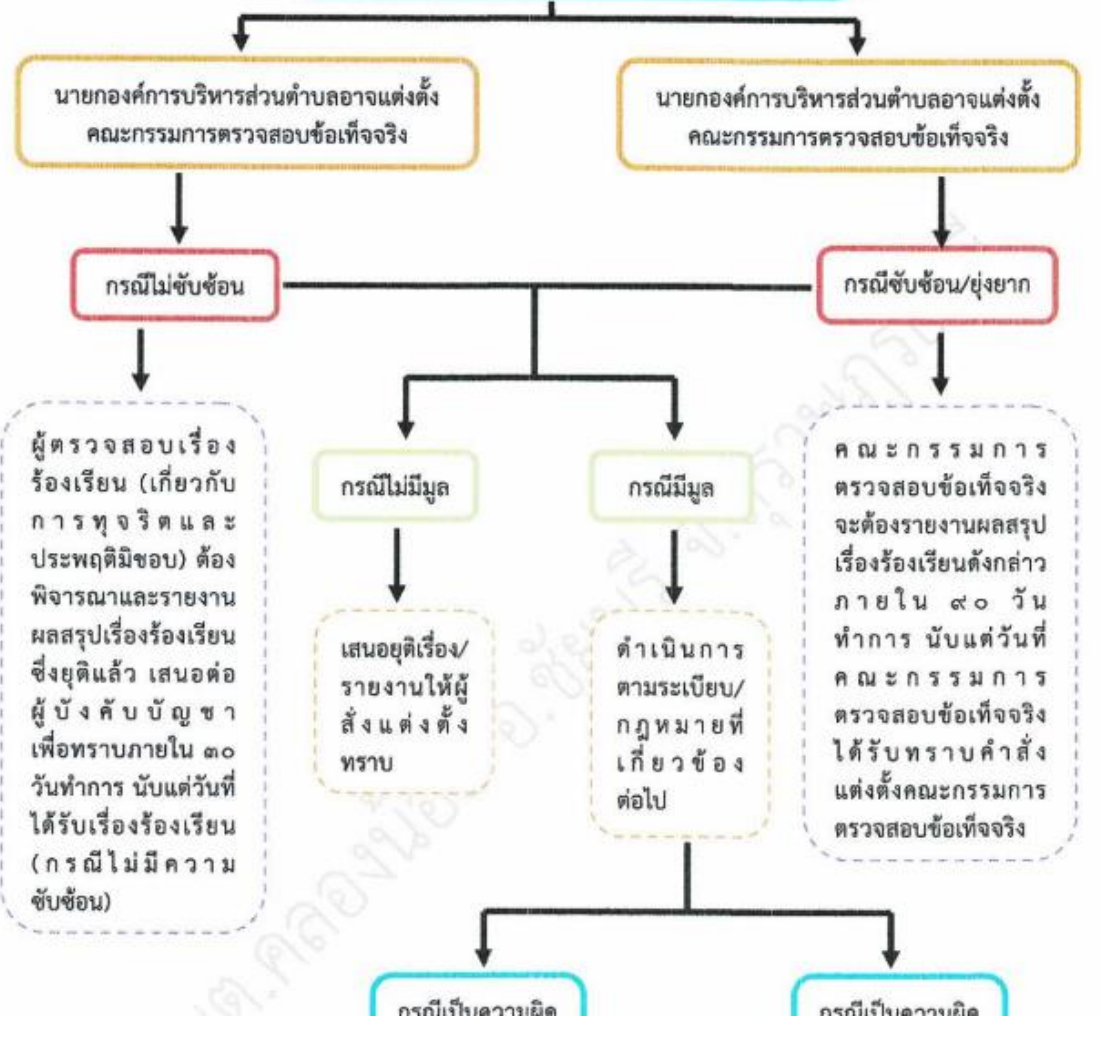 นายกองค์การบริหารส่วนตำบลอาจแต่งตั้ง
คณะกรรมการตรวจสอบข้อเท็จจริง
นายกองค์การบริหารส่วนตำบลอาจแต่งตั้ง
คณะกรรมการตรวจสอบข้อเท็จจริง
กรณีไม่ซับซ้อน
กรณีซับซ้อน/ยุ่งยาก
ผู้ตรวจสอบเรื่อง
ร้องเรียน (เกี่ยวกับ
การทุจริตและ
ประพฤติมิชอบ) ต้อง
พิจารณาและรายงาน
ผลสรุปเรื่องร้องเรียน
ซึ่งยุติแล้ว เสนอต่อ
ผู้บังคับบัญชา
เพื่อทราบภายใน ๓๐
วันทำการ นับแต่วันที่
ได้รับเรื่องร้องเรียน
(กรณีไม่มีความ
ซับซ้อน)
กรณีไม่มีมูล
กรณีมีมูล
เสนอยุติเรื่อง/
รายงานให้ผู้
สั่งแต่งตั้ง
ทราบ
ดำเนินการ
ตามระเบียบ/
กฎหมายที่
เกี่ยวข้อง
ต่อไป
คณะกรรมการ
ตรวจสอบข้อเท็จจริง
จะต้องรายงานผลสรุป
เรื่องร้องเรียนดังกล่าว
ภายใน ๙๐ วัน
ทำการ นับแต่วันที่
คณะกรรมการ
ตรวจสอบข้อเท็จจริง
ได้รับทราบคำสั่ง
แต่งตั้งคณะกรรมการ
ตรวจสอบข้อเท็จจริง
กรณีเป็นความผิด
กรณีเป็นความผิด